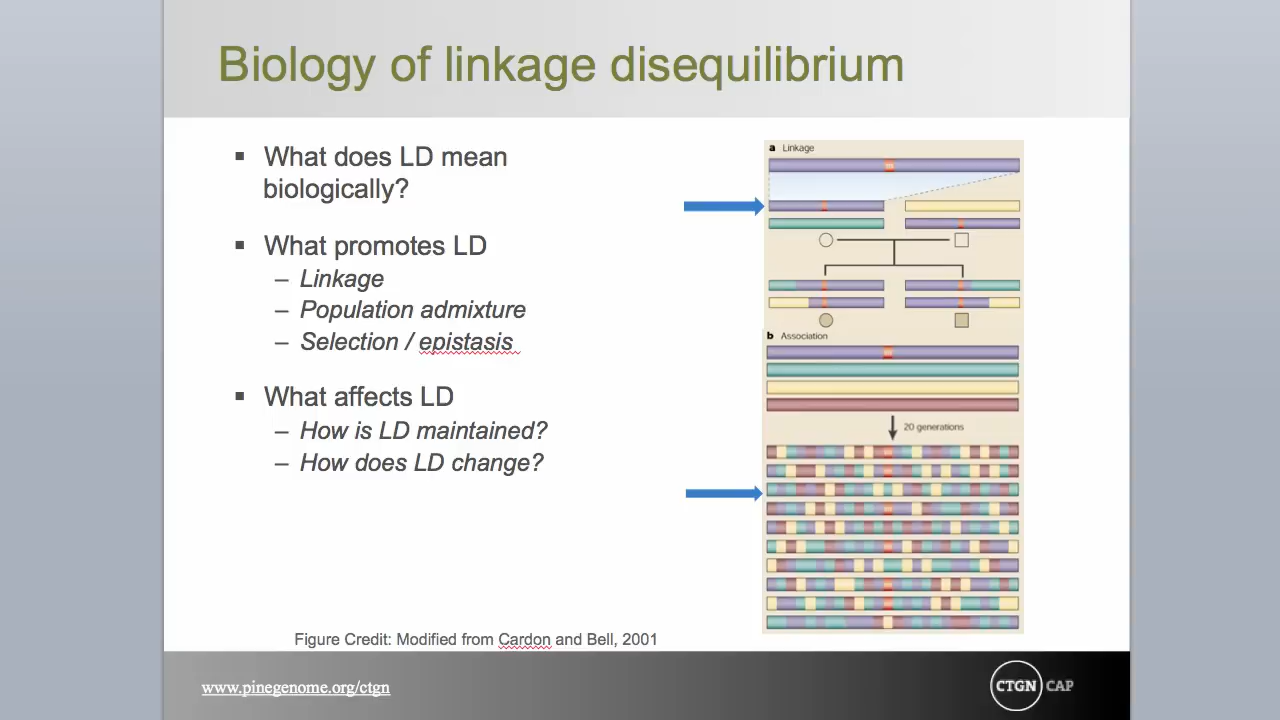 Biology of linkage disequilibrium
▪ What does LD mean
biologically?
▪ What promotes LD
– Linkage
– Population admixture
– Selection / epistasis
▪ What affects LD
– How is LD maintained?
– How does LD change?
a Linkage
b Association
20 generations
Figure Credit: Modified from Cardon and Bell, 2001
www.pinegenome.org/ctgn
CTGN CAP